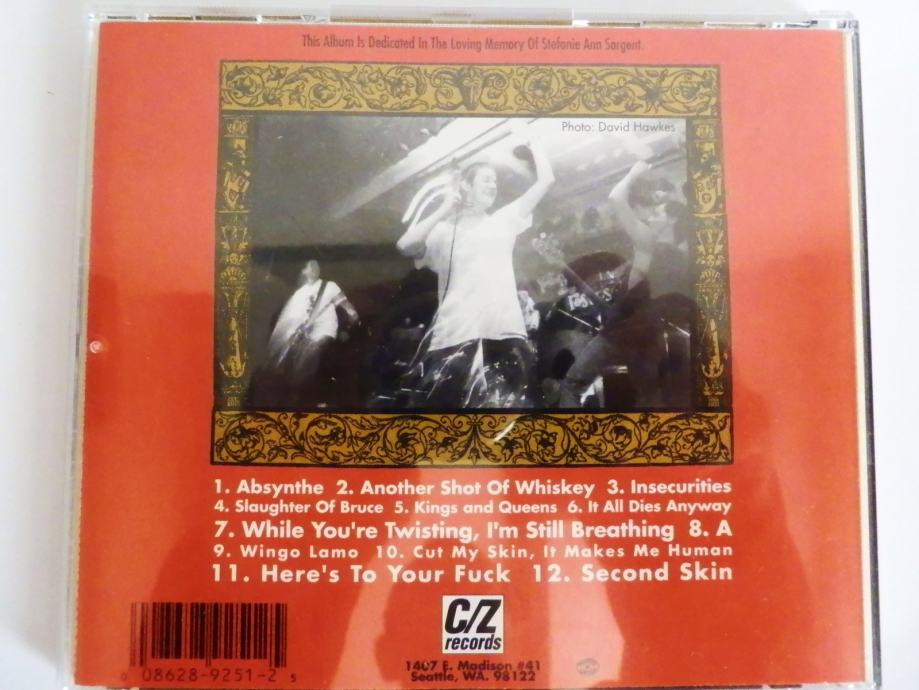 This Album Is Dedicated In The Loving Memory Of Stefanie Ann Sargent.
Photo: David Hawkes
1. Absynthe 2. Another Shot Of Whiskey 3. Insecurities
4. Slaughter Of Bruce 5. Kings and Queens 6. It All Dies Anyway
7. While You're Twisting, I'm Still Breathing 8. A
9. Wingo Lamo 10. Cut My Skin, It Makes Me Human
11. Here's To Your Fuck 12. Second Skin
C/Z
records
1407 E. Madison #41
Seattle, WA. 98122
0 08628-9251-2 5